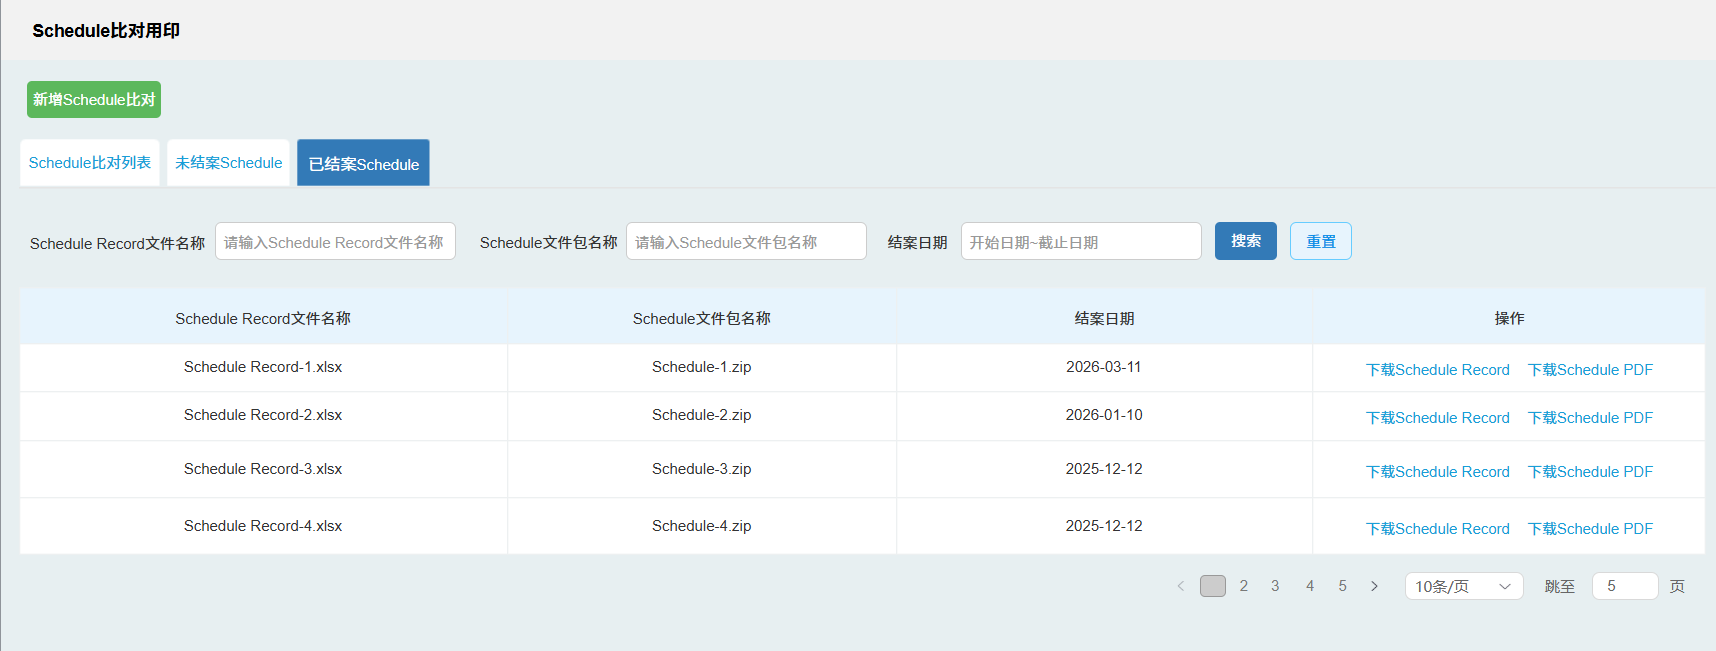 Schedule比对用印
新增Schedule比对
Schedule比对列表 未结案Schedule 已结案Schedule
Schedule Record文件名称 请输入Schedule Record文件名称 Schedule文件包名称 请输入Schedule文件包名称 结案日期 开始日期~截止日期 搜索 重置
Schedule Record文件名称 Schedule文件包名称 结案日期 操作
Schedule Record-1.xlsx Schedule-1.zip 2026-03-11 下载Schedule Record 下载Schedule PDF
Schedule Record-2.xlsx Schedule-2.zip 2026-01-10 下载Schedule Record 下载Schedule PDF
Schedule Record-3.xlsx Schedule-3.zip 2025-12-12 下载Schedule Record 下载Schedule PDF
Schedule Record-4.xlsx Schedule-4.zip 2025-12-12 下载Schedule Record 下载Schedule PDF
2 3 4 5 10条/页 跳至 5 页